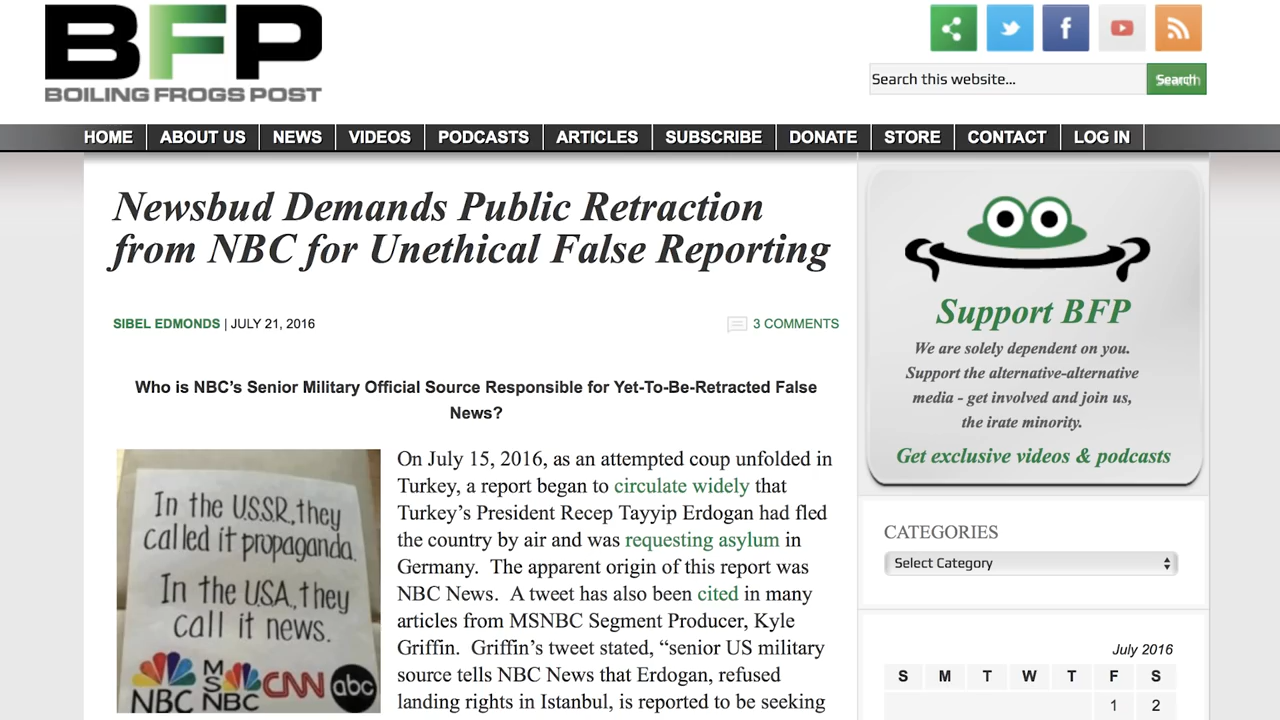 BFP
BOILING FROGS POST
Search this website...
Search
HOME
ABOUT US
NEWS
VIDEOS
PODCASTS
ARTICLES
SUBSCRIBE
DONATE
STORE
CONTACT
LOG IN
Newsbud Demands Public Retraction
from NBC for Unethical False Reporting
SIBEL EDMONDS | JULY 21, 2016
3 COMMENTS
Who is NBC’s Senior Military Official Source Responsible for Yet-To-Be-Retracted False
News?
In the U.S.S.R., they
called it propaganda.
In the U.S.A., they
call it news.
NBC
MSNBC
CNN
abc
On July 15, 2016, as an attempted coup unfolded in
Turkey, a report began to circulate widely that
Turkey’s President Recep Tayyip Erdogan had fled
the country by air and was requesting asylum in
Germany.  The apparent origin of this report was
NBC News.  A tweet has also been cited in many
articles from MSNBC Segment Producer, Kyle
Griffin.  Griffin’s tweet stated, “senior US military
source tells NBC News that Erdogan, refused
landing rights in Istanbul, is reported to be seeking
Support BFP
We are solely dependent on you.
Support the alternative-alternative
media - get involved and join us,
the irate minority.
Get exclusive videos & podcasts
CATEGORIES
Select Category
July 2016
S M T W T F S
1 2